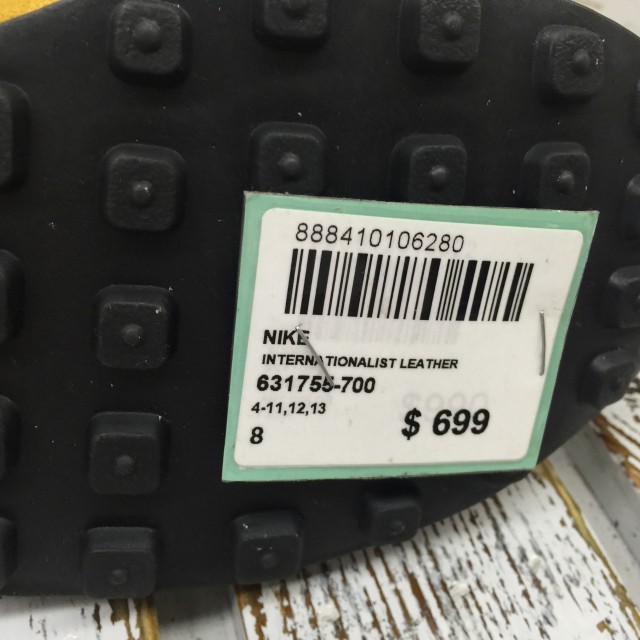 888410106280
NIKE
INTERNATIONALIST LEATHER
631755-700
4-11,12,13
8
$ 699